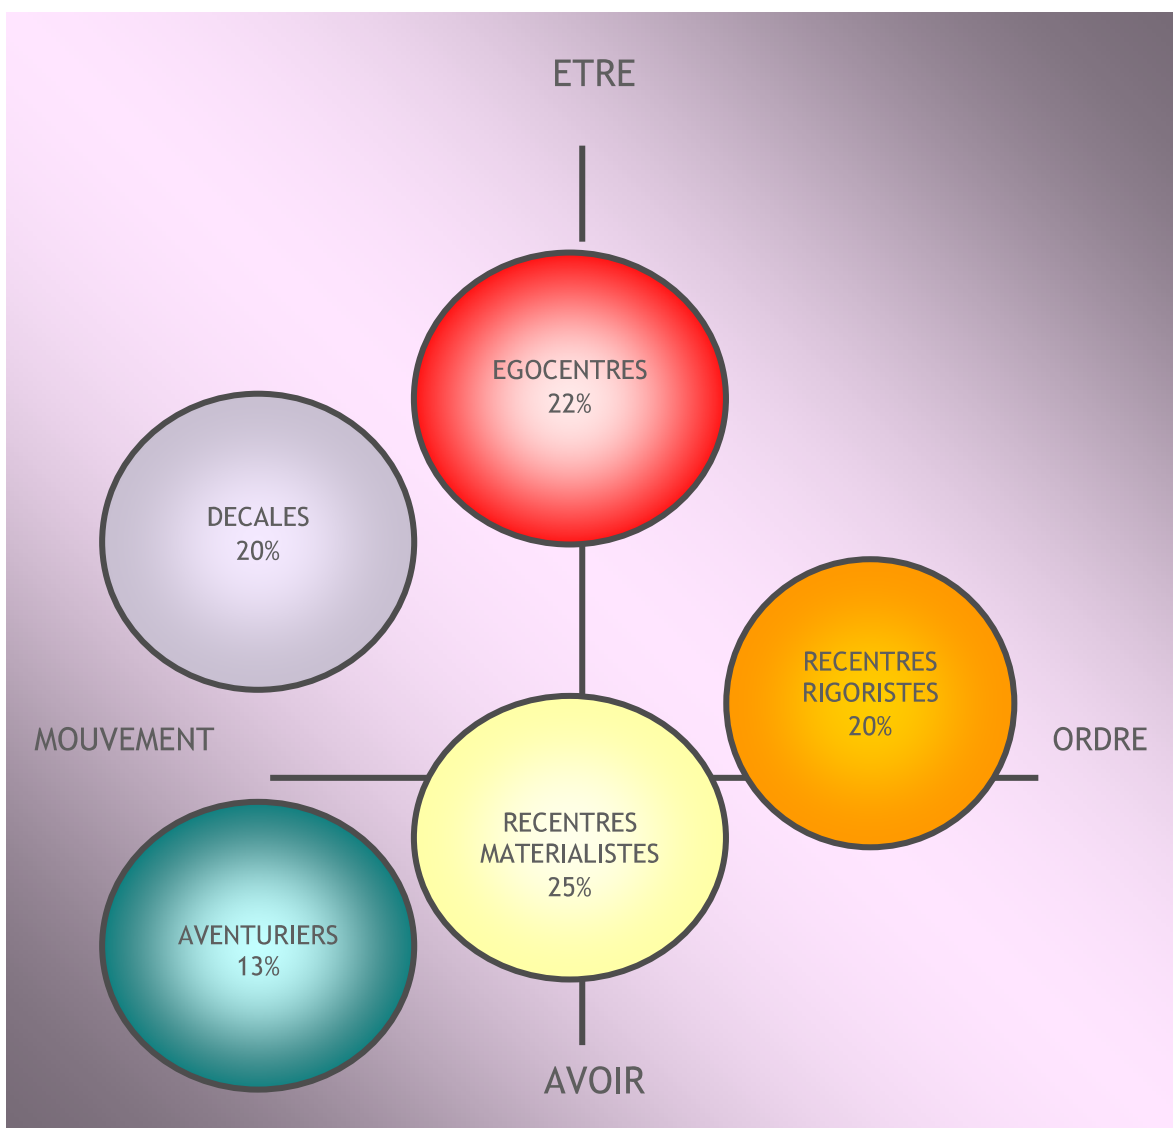 ETRE
EGOCENTRES
22%
DECALES
20%
RECENTRES
RIGORISTES
20%
MOUVEMENT
ORDRE
RECENTRES
MATERIALISTES
25%
AVENTURIERS
13%
AVOIR